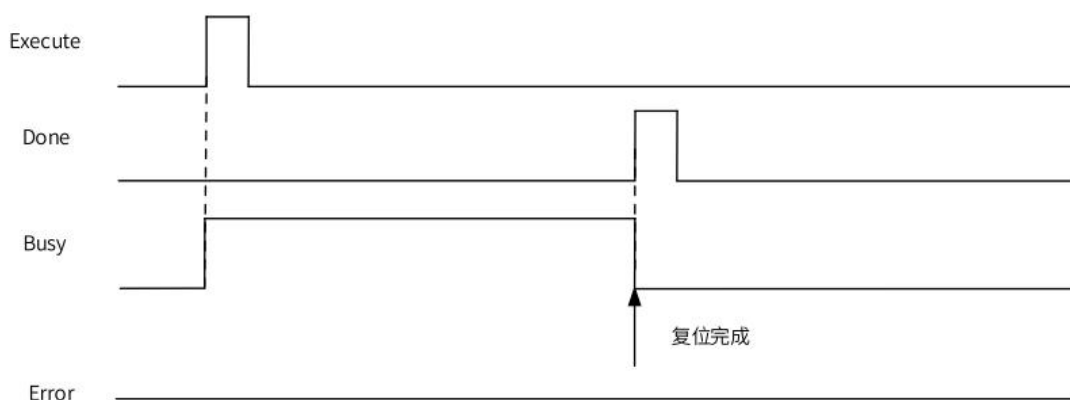 Execute
Done
Busy
复位完成
Error